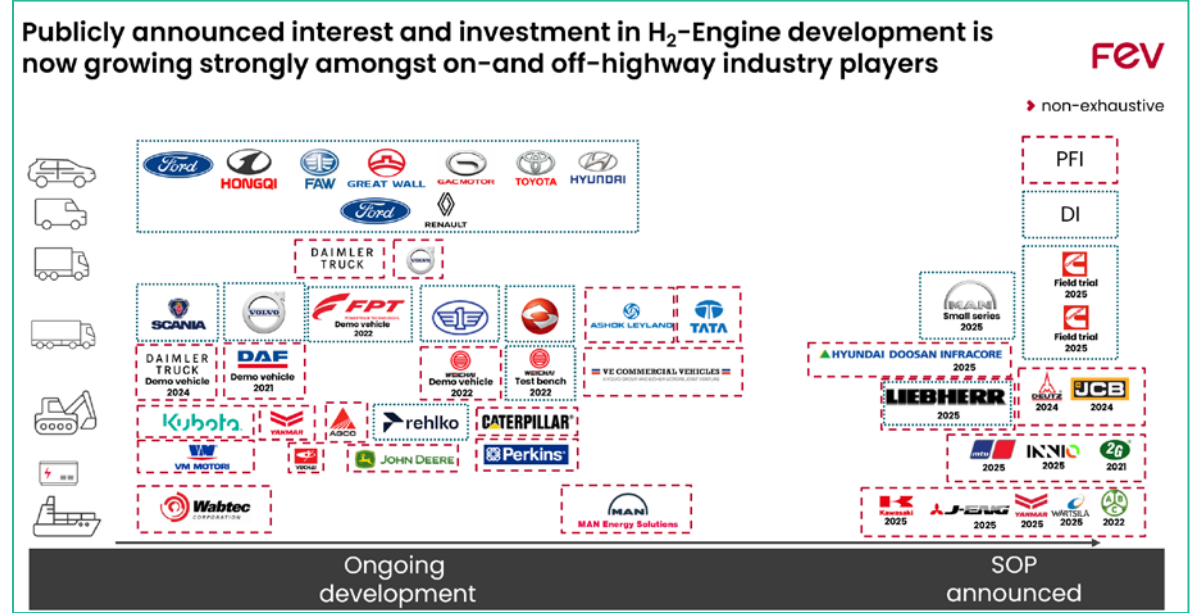 Publicly announced interest and investment in H₂-Engine development is
now growing strongly amongst on-and off-highway industry players
FEV
non-exhaustive
Ford
HONGQI
FAW
GREAT WALL
GAC MOTOR
TOYOTA
HYUNDAI
Ford
RENAULT
PFI
DI
DAIMLER
TRUCK
VOLVO
Field trial
2025
Field trial
2025
SCANIA
VOLVO
FPT
Demo vehicle
2022
ASHOK LEYLAND
TATA
MAN
Small series
2025
DAIMLER
TRUCK
Demo vehicle
2024
DAF
Demo vehicle
2021
WEICHAI
Demo vehicle
2022
WEICHAI
Test bench
2022
VE COMMERCIAL VEHICLES
HYUNDAI DOOSAN INFRACORE
2025
LIEBHERR
2025
DEUTZ
2024
JCB
2024
Kubota
YANMAR
AGCO
rehlko
CATERPILLAR
VM MOTORI
YUCHAI
JOHN DEERE
Perkins
mtu
2025
INNIO
2025
2G
2021
Wabtec
CORPORATION
MAN
MAN Energy Solutions
Kawasaki
2025
J-ENG
2025
YANMAR
2025
WÄRTSILÄ
2025
ABC
2022
Ongoing
development
SOP
announced